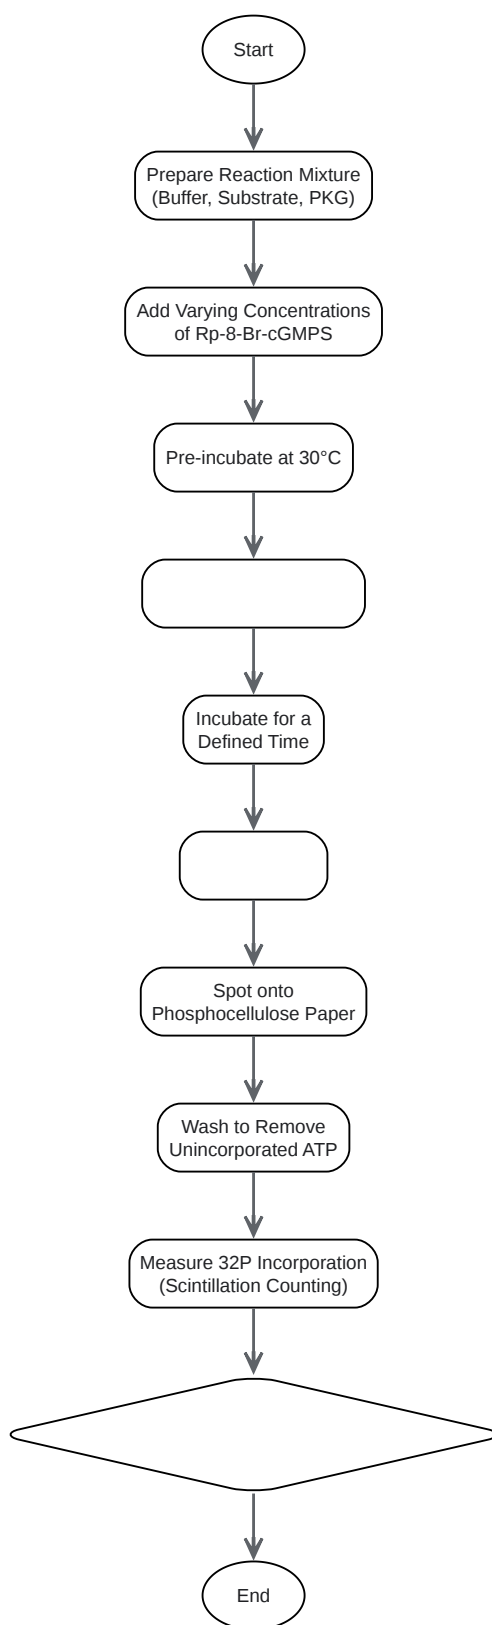 Start
Prepare Reaction Mixture
(Buffer, Substrate, PKG)
Add Varying Concentrations
of Rp-8-Br-cGMPS
Pre-incubate at 30°C
Incubate for a
Defined Time
Spot onto
Phosphocellulose Paper
Wash to Remove
Unincorporated ATP
Measure 32P Incorporation
(Scintillation Counting)
End